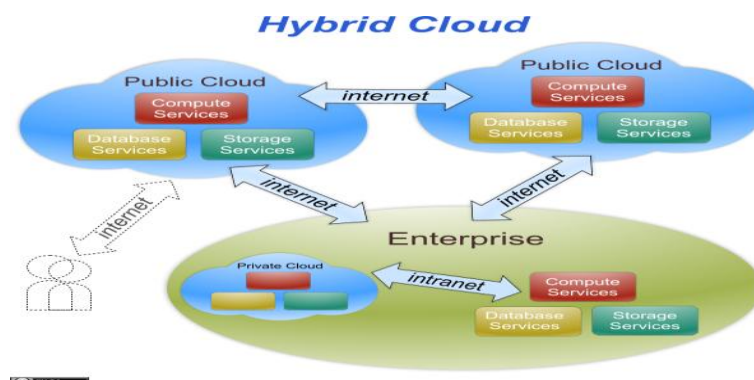 Hybrid Cloud
Public Cloud
Compute
Services
Database
Services
Storage
Services
internet
Public Cloud
Compute
Services
Database
Services
Storage
Services
internet
internet
internet
Enterprise
Private Cloud
intranet
Compute
Services
Database
Services
Storage
Services